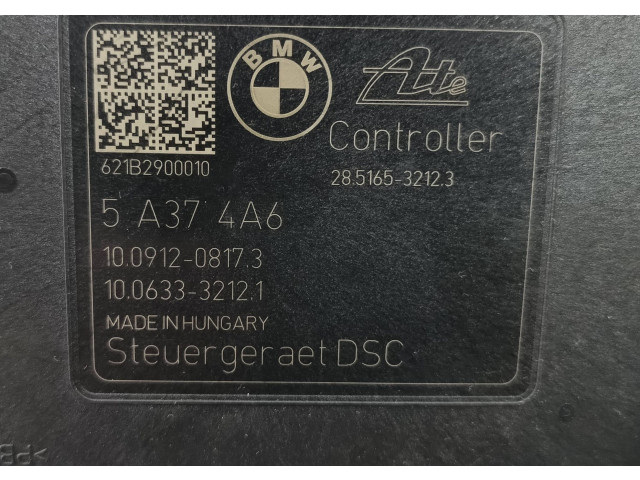 BMW
Ate
Controller
621B2900010
28.5165-3212.3
5 A37 4A6
10.0912-0817.3
10.0633-3212.1
MADE IN HUNGARY
Steuergeraet DSC